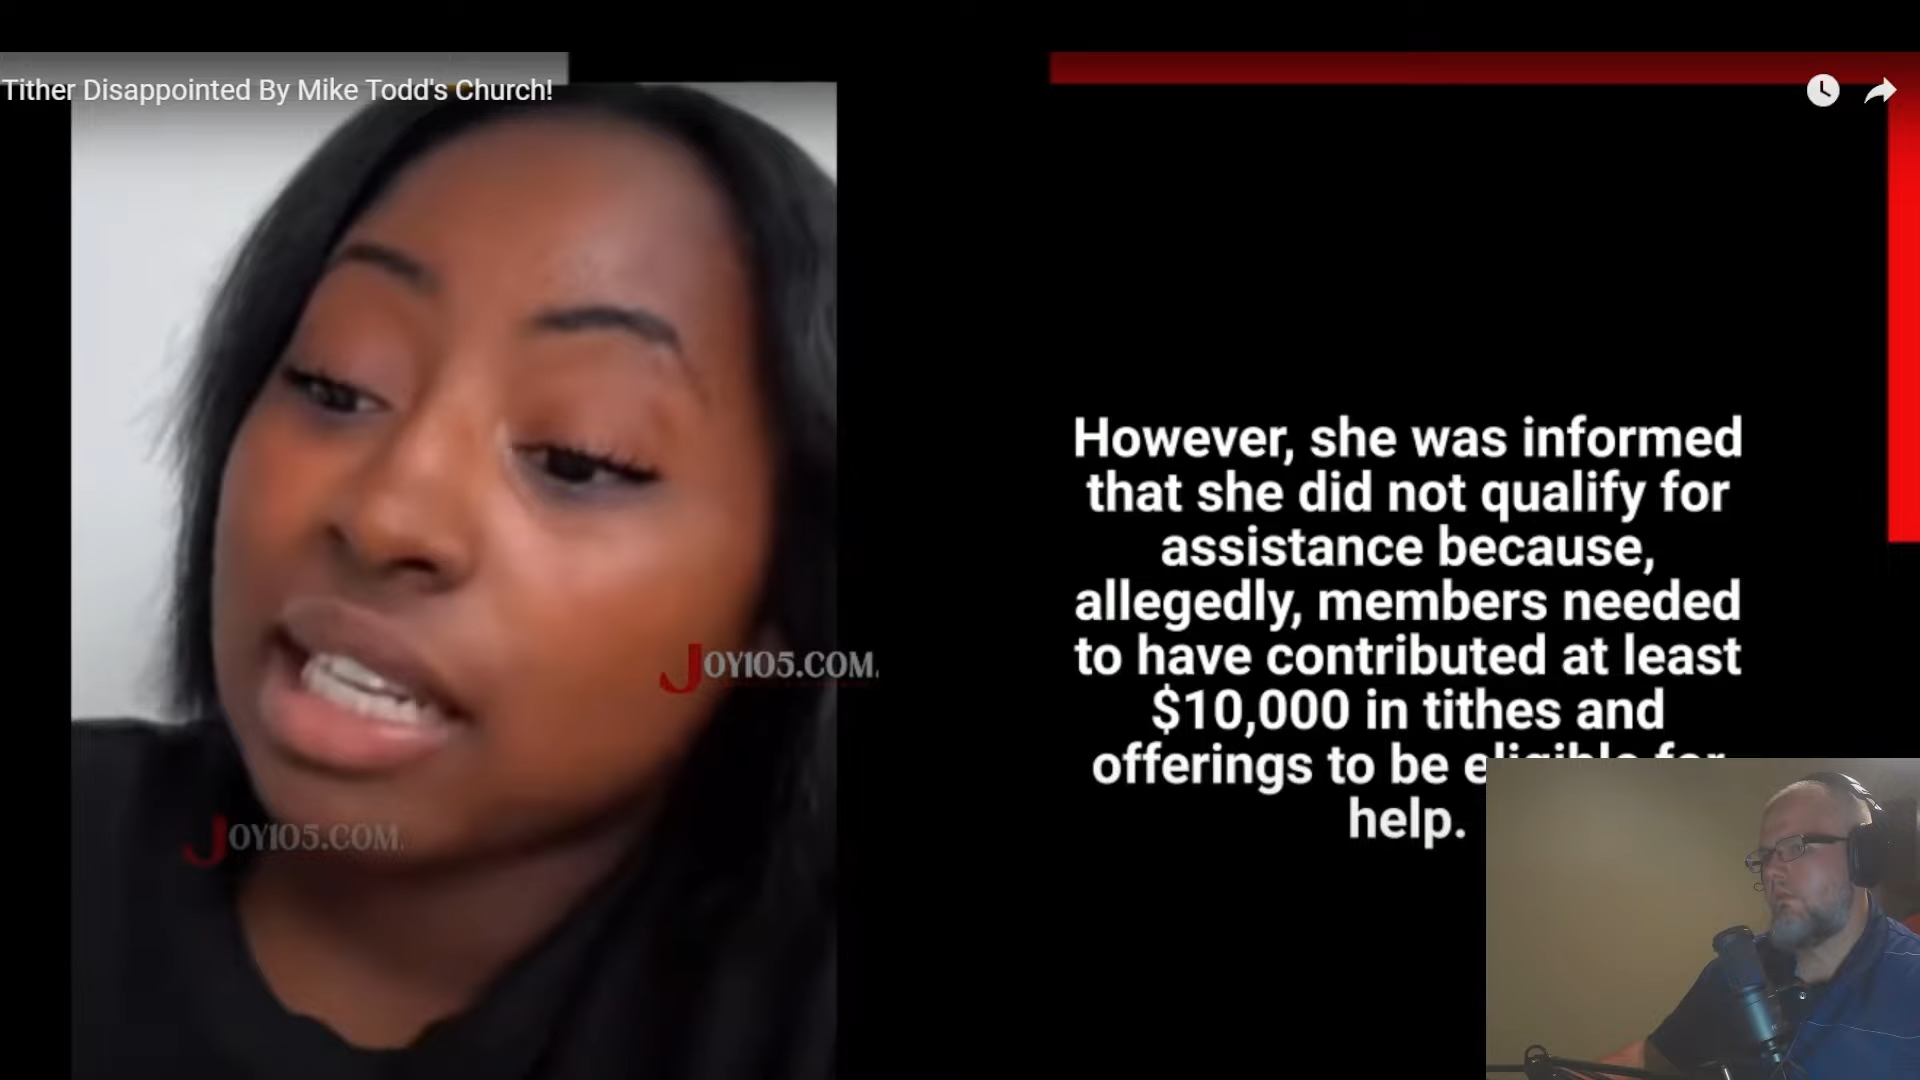 Tither Disappointed By Mike Todd's Church!
However, she was informed
that she did not qualify for
assistance because,
allegedly, members needed
to have contributed at least
$10,000 in tithes and
offerings to be eligible for
help.
JOY105.COM.
JOY105.COM.